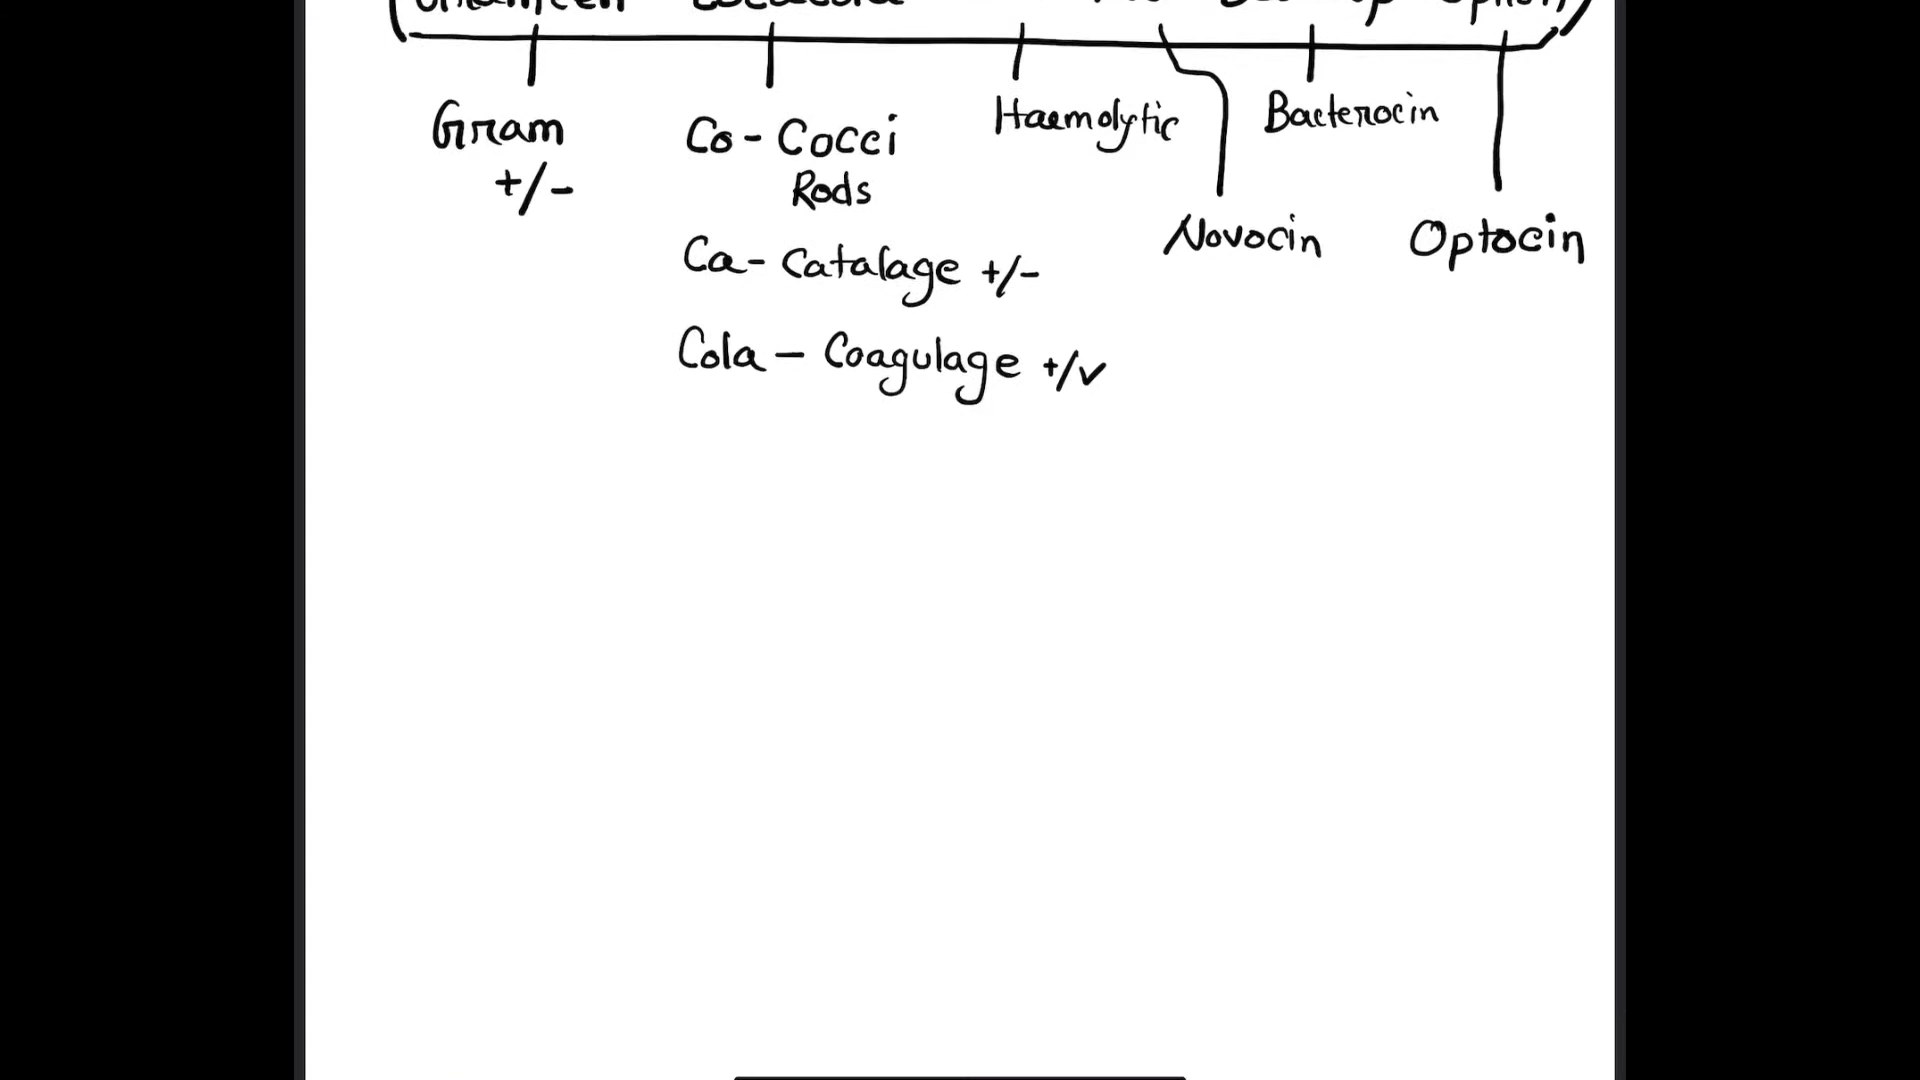 Gram
+/-
Co - Cocci
Rods
Ca - Catalage +/-
Cola - Coagulage +/✓
Haemolytic
Novocin
Bacterocin
Optocin